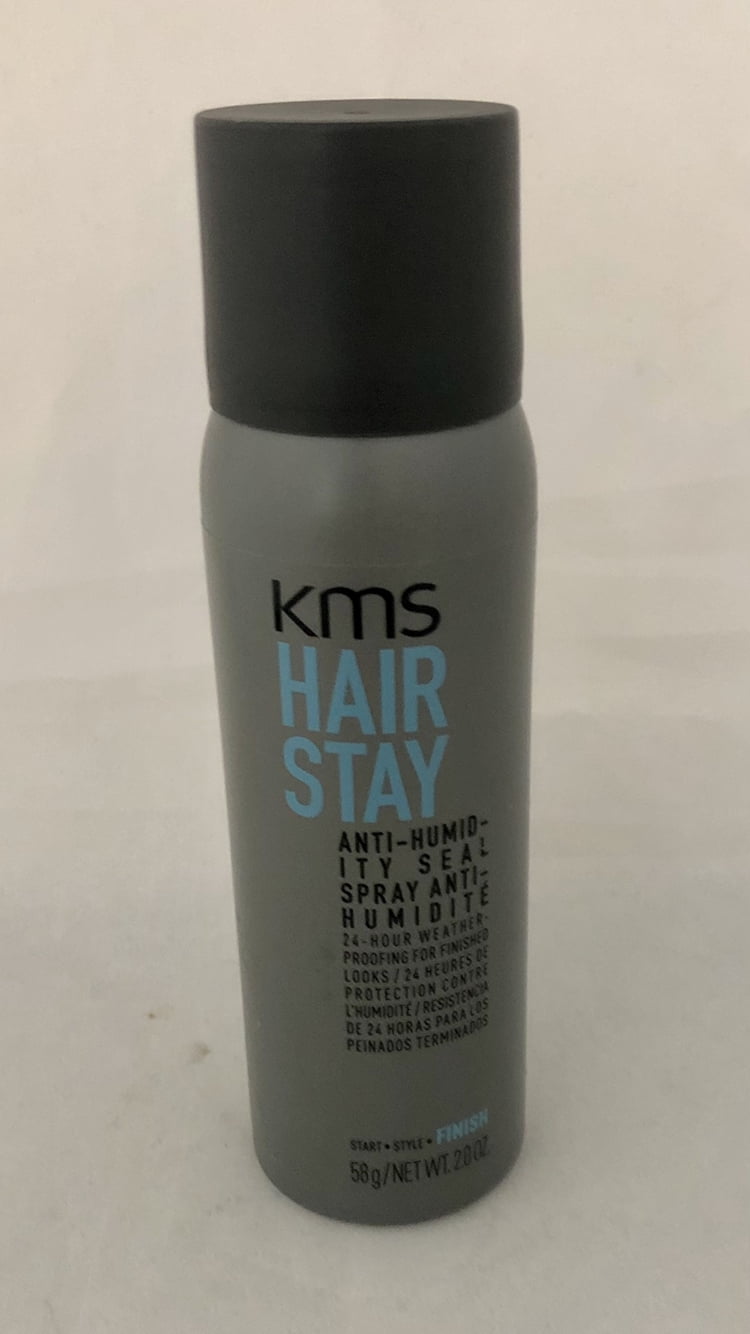 kms
HAIR
STAY
ANTI-HUMID-
ITY SEAL
SPRAY ANTI-
HUMIDITÉ
24-HOUR WEATHER-
PROOFING FOR FINISHED
LOOKS / 24 HEURES DE
PROTECTION CONTRE
L'HUMIDITÉ / RESISTENCIA
DE 24 HORAS PARA LOS
PEINADOS TERMINADOS
START • STYLE • FINISH
58g/NET WT. 2.0 OZ.